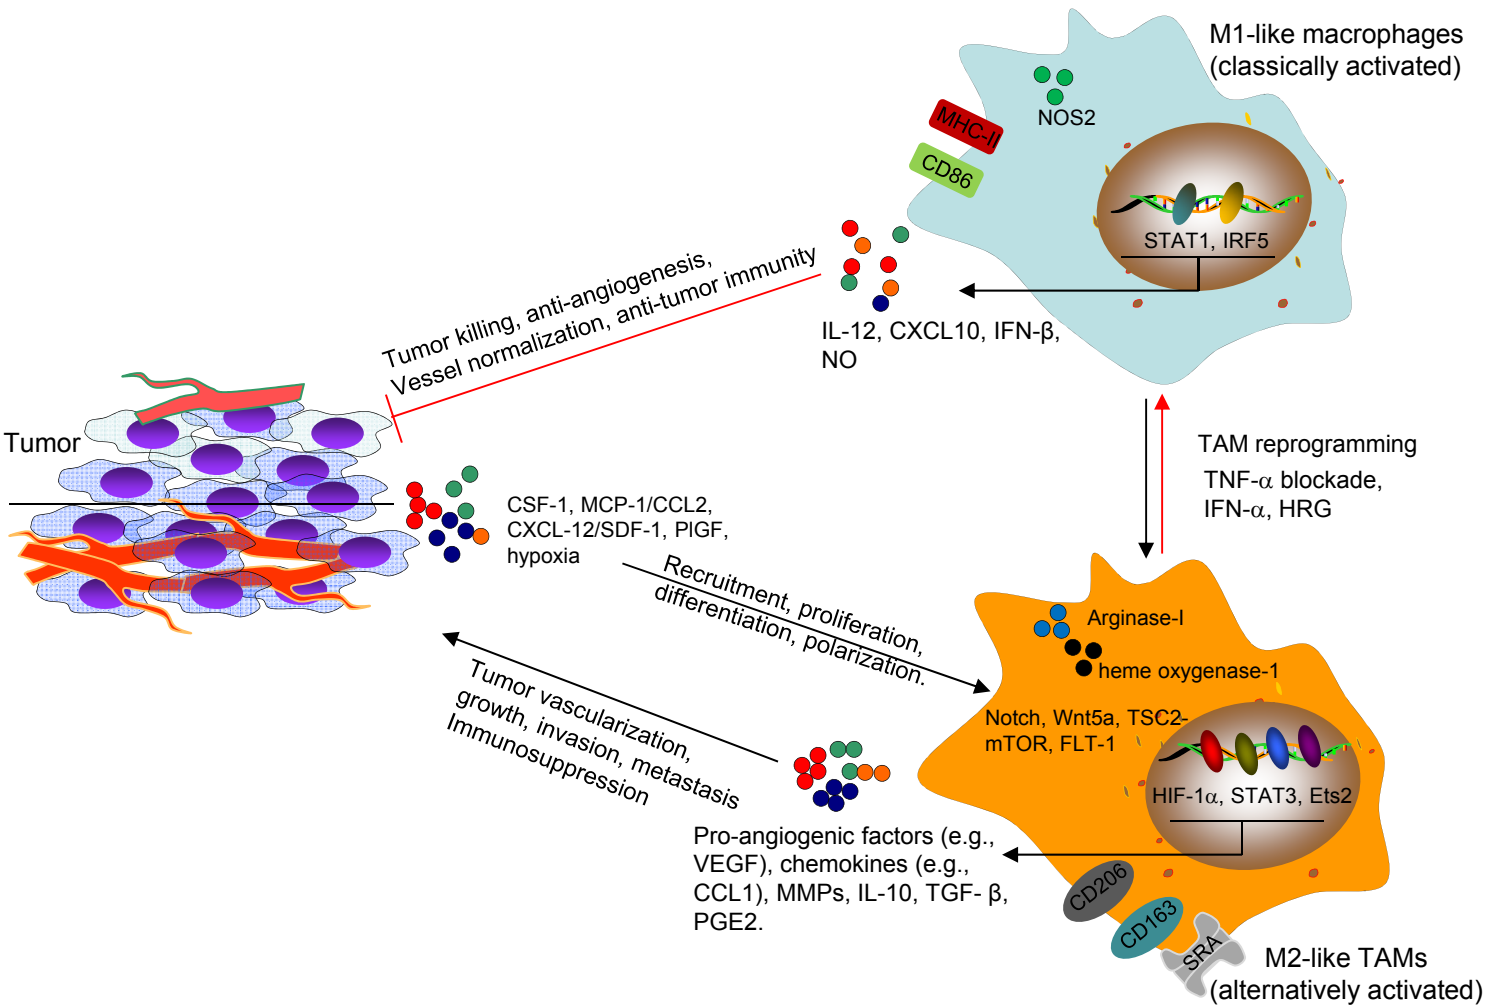 M1-like macrophages
(classically activated)
NOS2
MHC-II
CD86
STAT1, IRF5
IL-12, CXCL10, IFN-β,
NO
Tumor killing, anti-angiogenesis,
Vessel normalization, anti-tumor immunity
Tumor
CSF-1, MCP-1/CCL2,
CXCL-12/SDF-1, PlGF,
hypoxia
TAM reprogramming
TNF-α blockade,
IFN-α, HRG
Recruitment, proliferation,
differentiation, polarization.
Arginase-I
heme oxygenase-1
Notch, Wnt5a, TSC2-
mTOR, FLT-1
HIF-1α, STAT3, Ets2
Tumor vascularization,
growth, invasion, metastasis
Immunosuppression
Pro-angiogenic factors (e.g.,
VEGF), chemokines (e.g.,
CCL1), MMPs, IL-10, TGF- β,
PGE2.
CD206
CD163
SRA
M2-like TAMs
(alternatively activated)